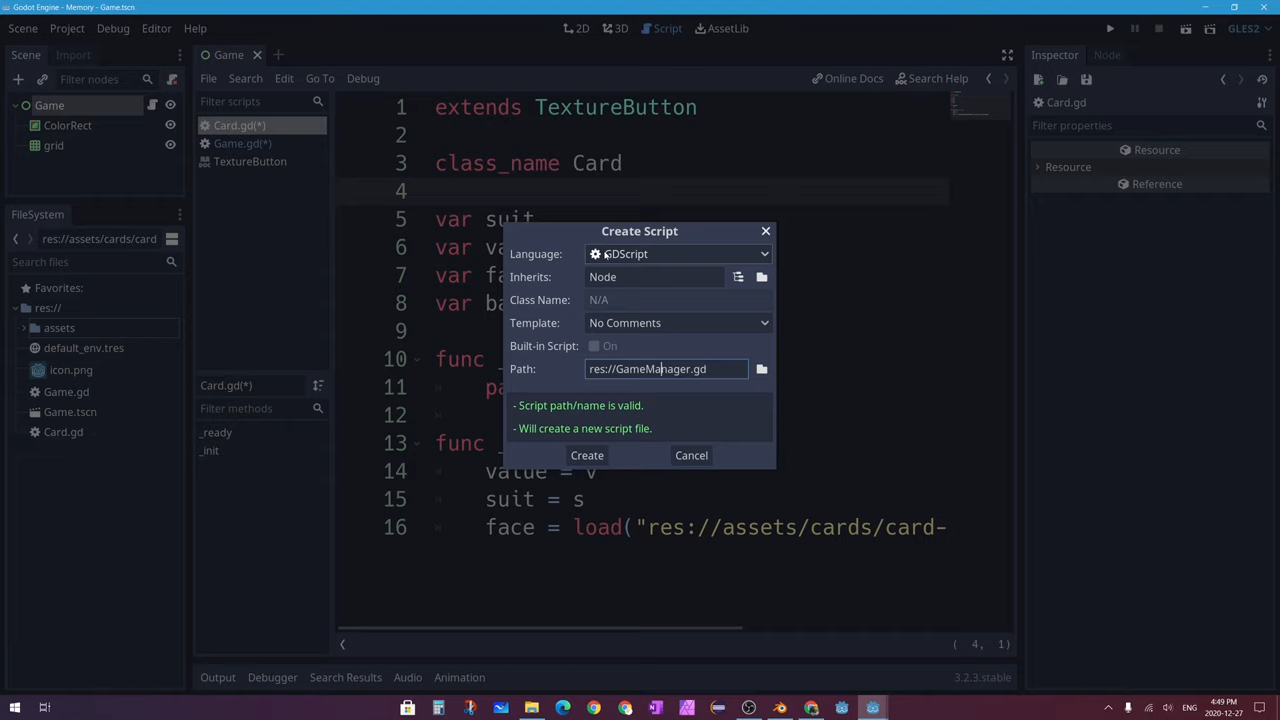 Godot Engine - Memory - Game.tscn
Scene Project Debug Editor Help
2D 3D Script AssetLib
GLES2
Scene Import
Filter nodes
Game
ColorRect
grid
FileSystem
res://assets/cards/card
Search files
Favorites:
res://
assets
default_env.tres
icon.png
Game.gd
Game.tscn
Card.gd
Game
File Search Edit Go To Debug
Online Docs Search Help
Filter scripts
Card.gd(*)
Game.gd(*)
TextureButton
Card.gd(*)
Filter methods
_ready
_init
1 extends TextureButton
2
3 class_name Card
4
5 var suit
6 var va
7 var fa
8 var ba
9
10 func _
11 pa
12
13 func _
14 value = v
15 suit = s
16 face = load("res://assets/cards/card-
( 4, 1)
Create Script
Language: GDScript
Inherits: Node
Class Name: N/A
Template: No Comments
Built-in Script: On
Path: res://GameManager.gd
- Script path/name is valid.
- Will create a new script file.
Create Cancel
Inspector Node
Card.gd
Filter properties
Resource
Resource
Reference
Output Debugger Search Results Audio Animation
3.2.3.stable
4:49 PM
2020-12-27